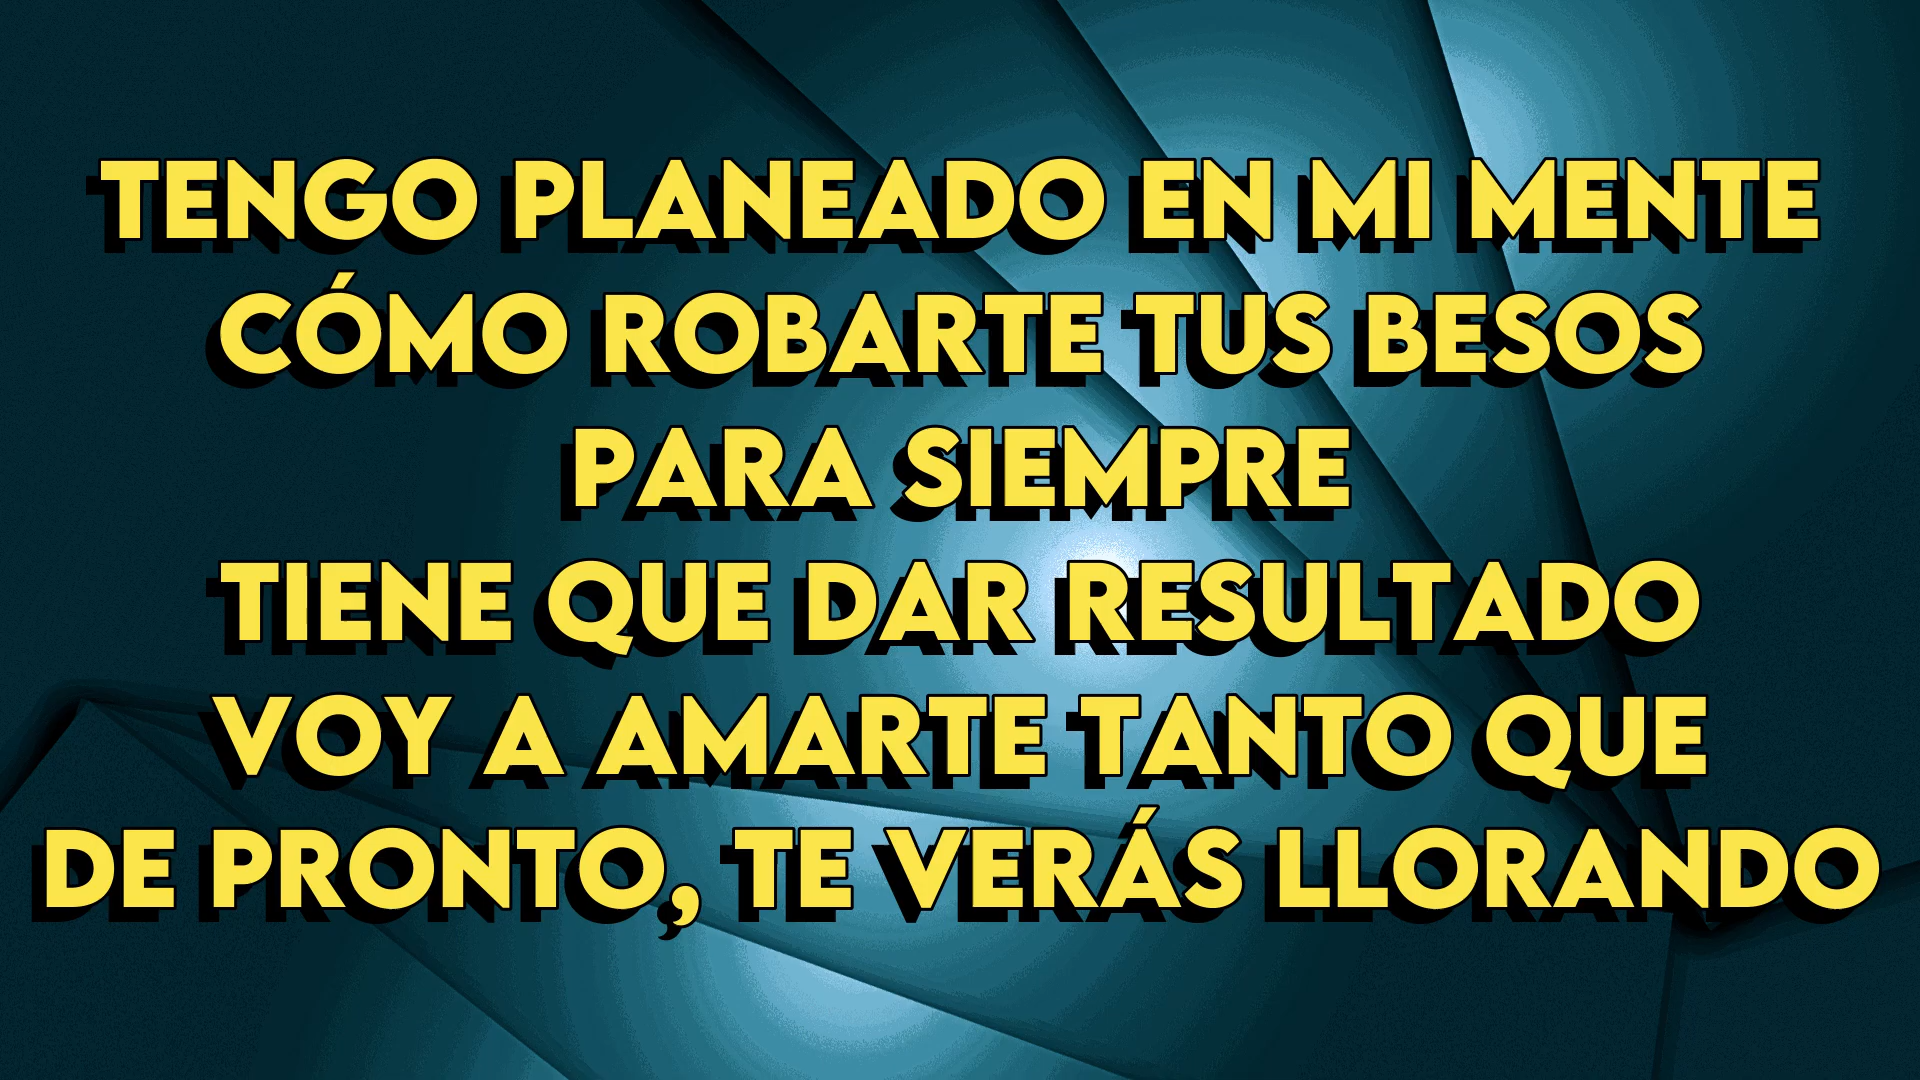 TENGO PLANEADO EN MI MENTE
CÓMO ROBARTE TUS BESOS
PARA SIEMPRE
TIENE QUE DAR RESULTADO
VOY A AMARTE TANTO QUE
DE PRONTO, TE VERÁS LLORANDO